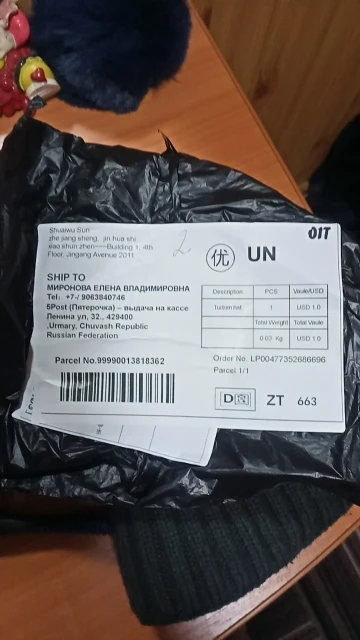 Shuaiwu Sun
zhe jiang sheng, jin hua shi
xiao shun zhen----Building 1, 4th
Floor, Jingang Avenue 2011
2
优 UN
OIT
SHIP TO
МИРОНОВА ЕЛЕНА ВЛАДИМИРОВНА
Tel: +7-/ 9063840746
5Post (Пятерочка) – выдача на кассе
Ленина ул, 32,, 429400
,Urmary, Chuvash Republic
Russian Federation
Description PCS Vaule/USD
Turban hat 1 USD 1.0
Total Weight Total Vaule
0.03 Kg USD 1.0
Parcel No.99990013818362
Order No. LP00477352686696
Parcel 1/1
ZT 663